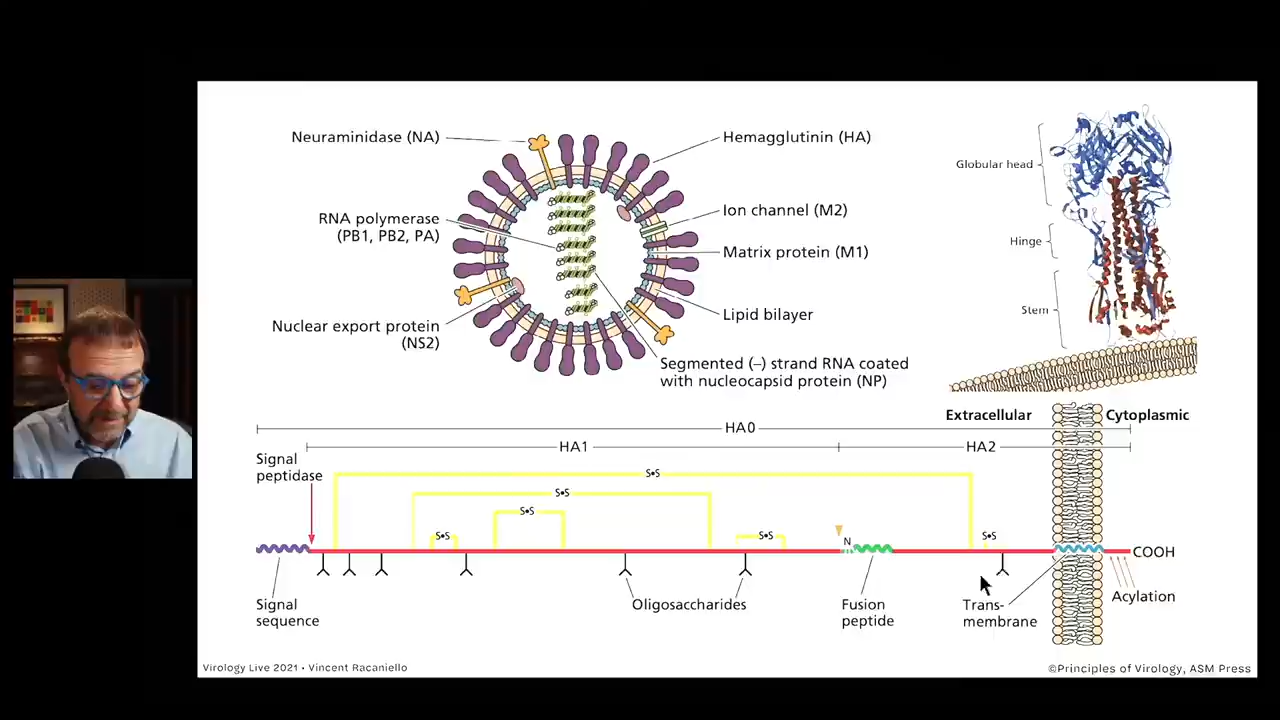 Neuraminidase (NA)
Hemagglutinin (HA)
Globular head
RNA polymerase
(PB1, PB2, PA)
Ion channel (M2)
Hinge
Matrix protein (M1)
Nuclear export protein
(NS2)
Lipid bilayer
Stem
Segmented (–) strand RNA coated
with nucleocapsid protein (NP)
Extracellular
Cytoplasmic
HA0
HA1
HA2
Signal
peptidase
S•S
S•S
S•S
S•S
S•S
S•S
N
COOH
Signal
sequence
Oligosaccharides
Fusion
peptide
Trans-
membrane
Acylation
Virology Live 2021 • Vincent Racaniello
©Principles of Virology, ASM Press